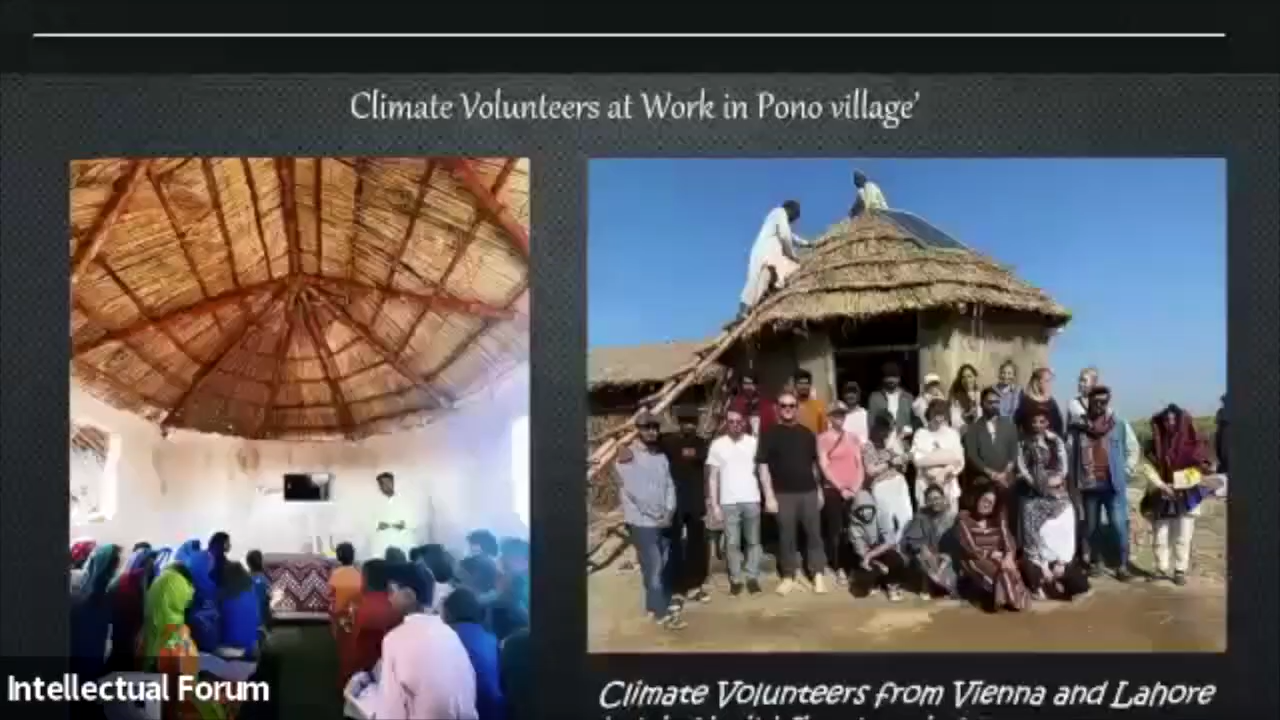 Climate Volunteers at Work in Pono village'
Intellectual Forum
Climate Volunteers from Vienna and Lahore